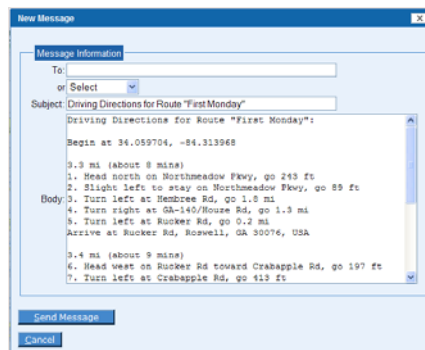 New Message
Message Information
To:
or Select
Subject: Driving Directions for Route "First Monday"
Body:
Driving Directions for Route "First Monday":
Begin at 34.059704, -84.313968
3.3 mi (about 8 mins)
1. Head north on Northmeadow Pkwy, go 243 ft
2. Slight left to stay on Northmeadow Pkwy, go 89 ft
3. Turn left at Hembree Rd, go 1.8 mi
4. Turn right at GA-140/Houze Rd, go 1.3 mi
5. Turn left at Rucker Rd, go 0.2 mi
Arrive at Rucker Rd, Roswell, GA 30076, USA
3.4 mi (about 9 mins)
6. Head west on Rucker Rd toward Crabapple Rd, go 197 ft
7. Turn left at Crabapple Rd, go 413 ft
Send Message
Cancel